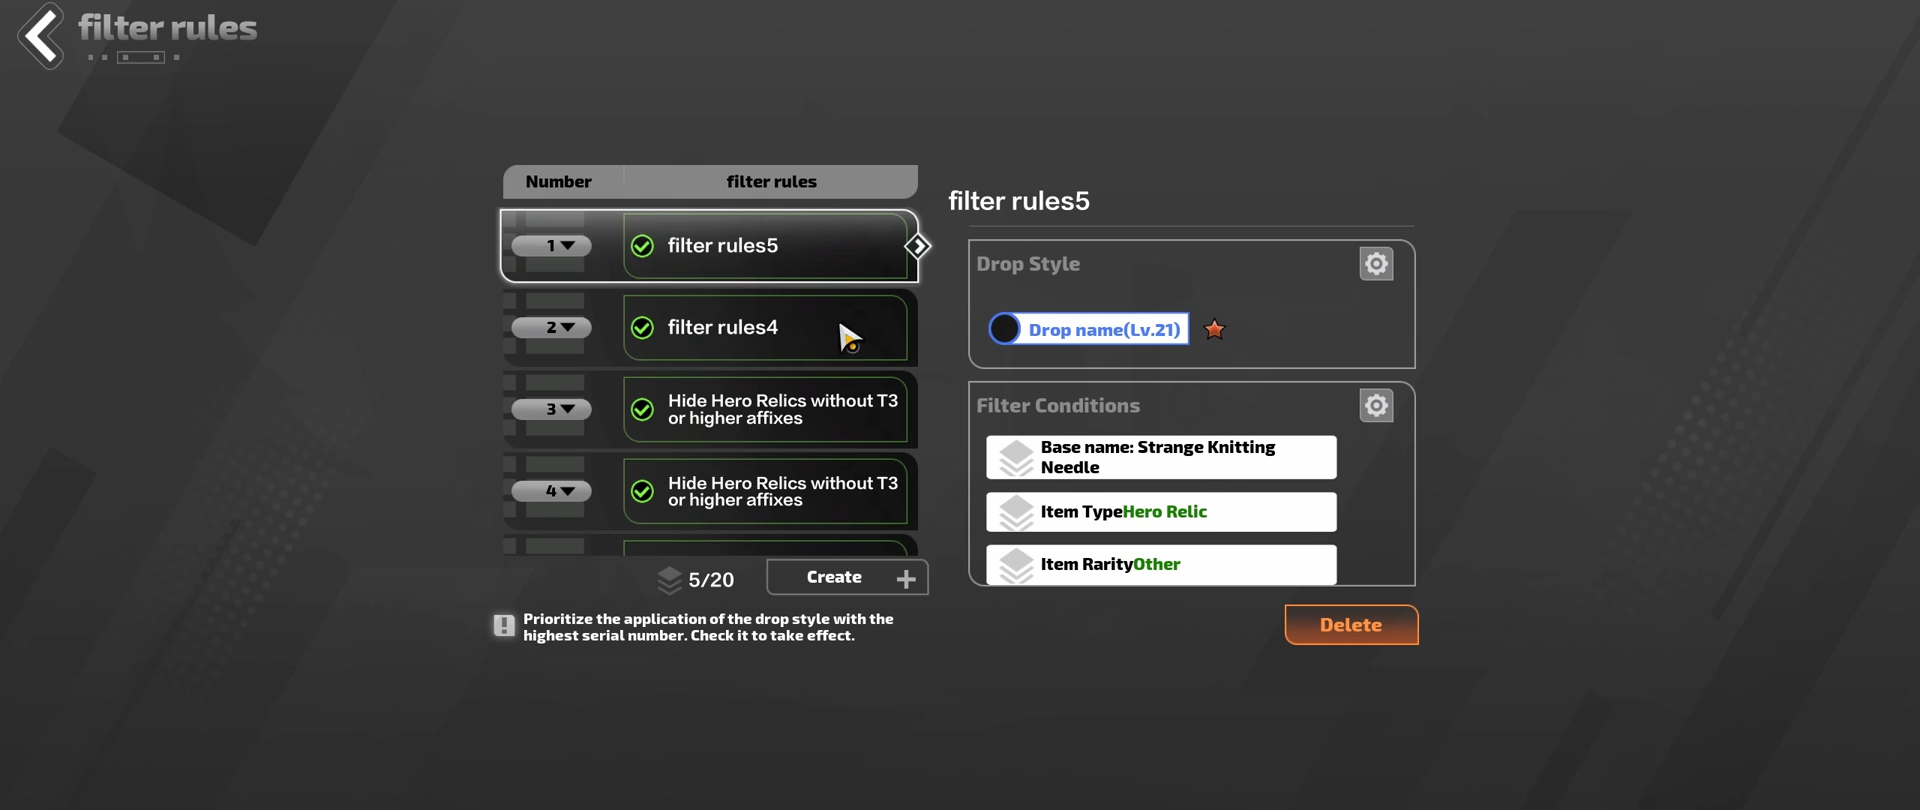 filter rules
Number filter rules
1 filter rules5
2 filter rules4
3 Hide Hero Relics without T3
or higher affixes
4 Hide Hero Relics without T3
or higher affixes
5/20 Create
Prioritize the application of the drop style with the
highest serial number. Check it to take effect.
filter rules5
Drop Style
Drop name(Lv.21)
Filter Conditions
Base name: Strange Knitting
Needle
Item TypeHero Relic
Item RarityOther
Delete